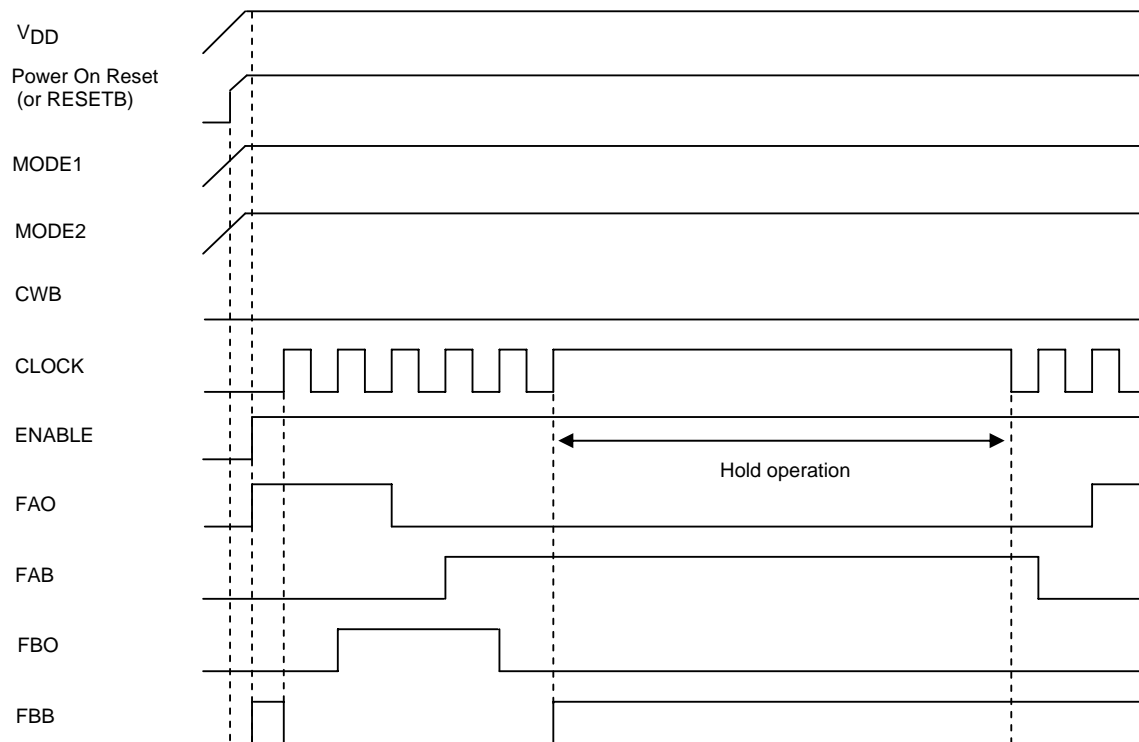 VDD
Power On Reset
(or RESETB)
MODE1
MODE2
CWB
CLOCK
ENABLE
Hold operation
FAO
FAB
FBO
FBB